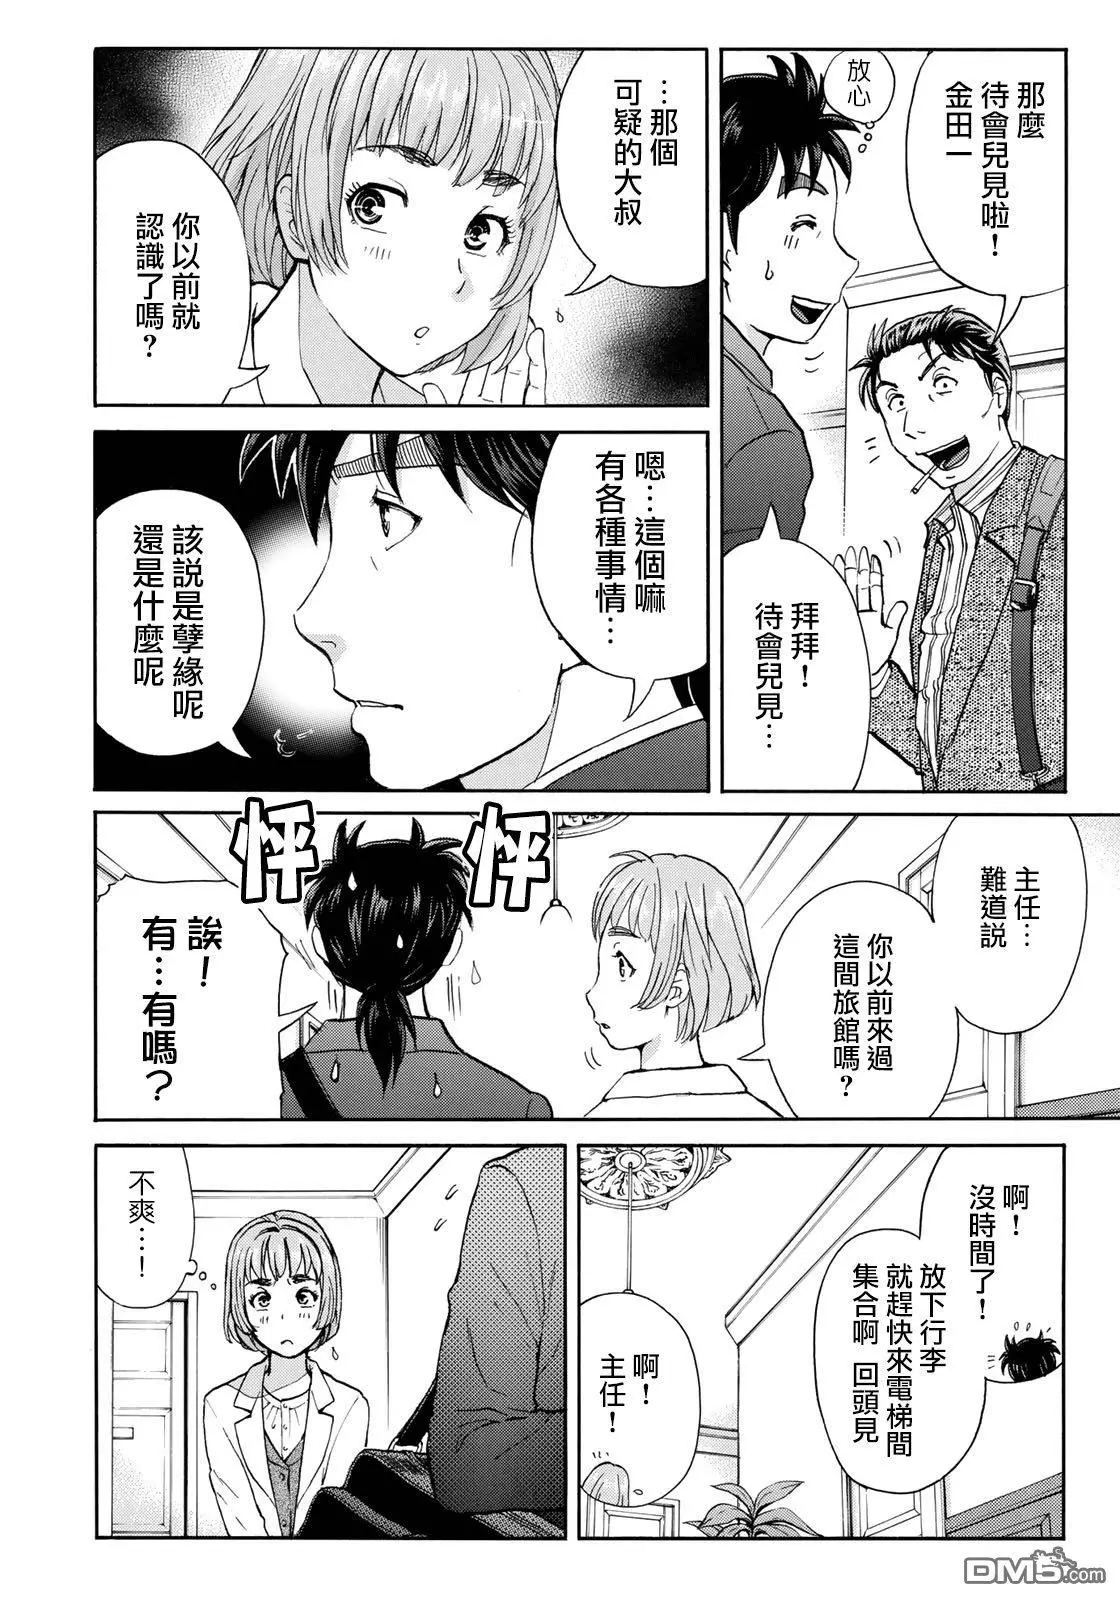 那麼
待會兒見啦！
金田一
放心
拜拜！
待會兒見…
…那個
可疑的大叔
你以前就
認識了嗎？
嗯…這個嘛
有各種事情…
該説是孽緣呢
還是什麼呢
主任…
難道説
你以前來過
這間旅館嗎？
怦
怦
誒！
有…有嗎？
啊！
沒時間了！
放下行李
就趕快來電梯間
集合啊 回頭見
啊！
主任！
不爽…！
DM5.com